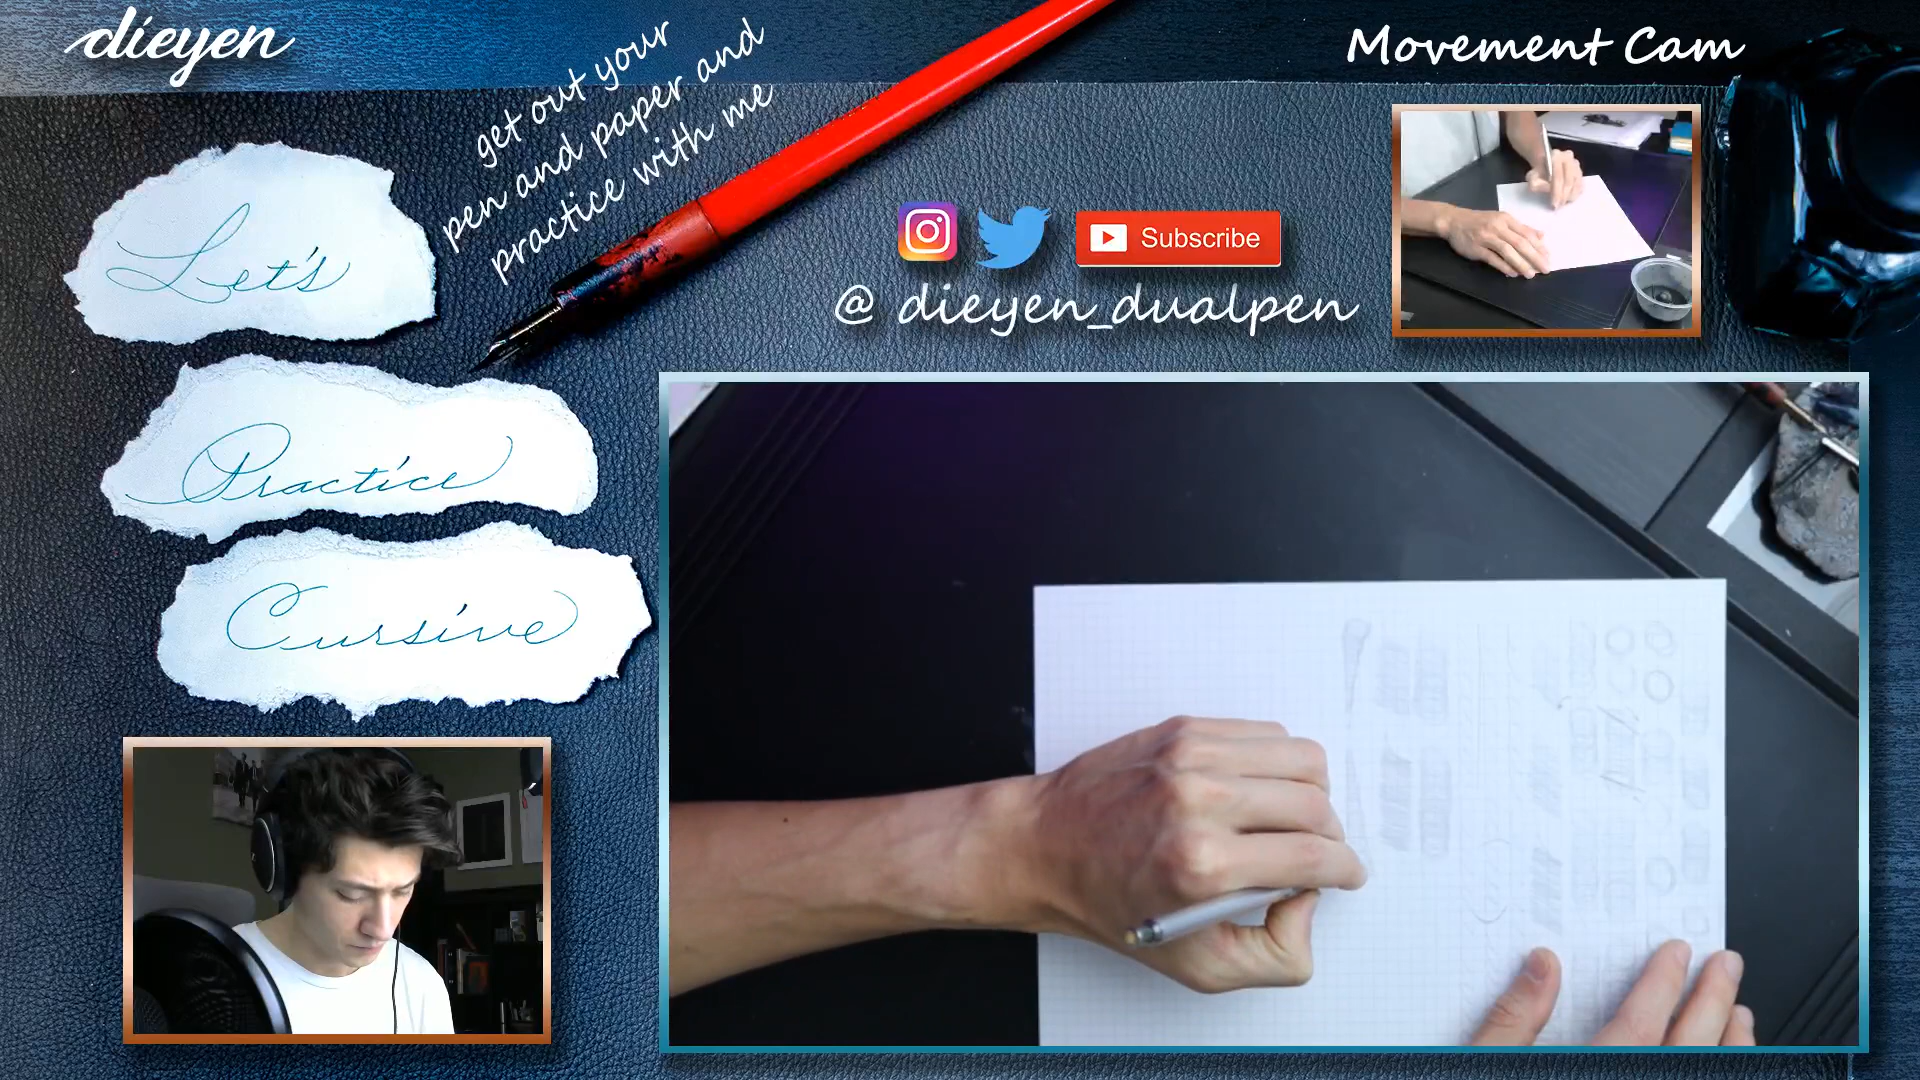 dieyen
get out your
pen and paper and
practice with me
Movement Cam
Let's
Practice
Cursive
Subscribe
@ dieyen_dualpen